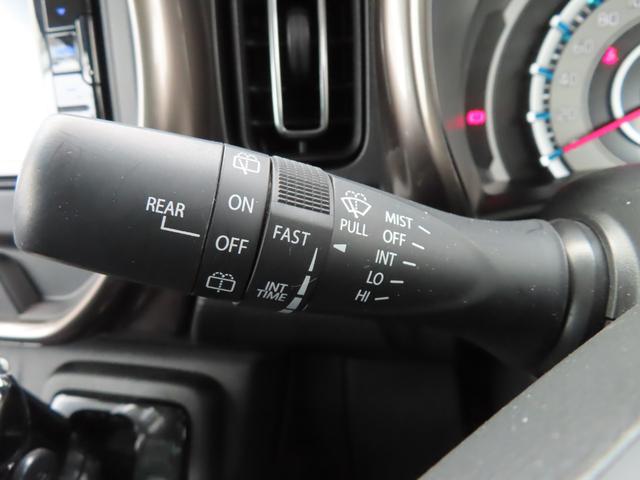 REAR
ON
OFF
FAST
INT
TIME
PULL
MIST
OFF
INT
LO
HI